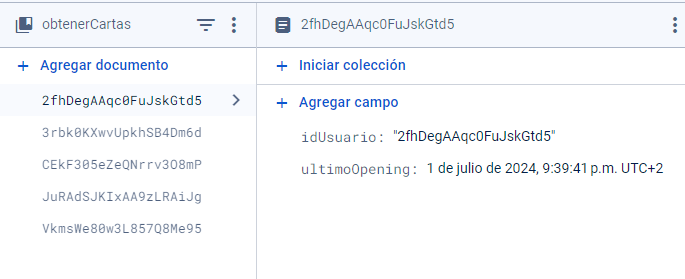 obtenerCartas
Agregar documento
2fhDegAAqc0FuJskGtd5
3rbk0KXwvUpkhSB4Dm6d
CEkF305eZeQNrrv3O8mP
JuRAdSJKIxAA9zLRAiJg
VkmsWe80w3L857Q8Me95
2fhDegAAqc0FuJskGtd5
Iniciar colección
Agregar campo
idUsuario: "2fhDegAAqc0FuJskGtd5"
ultimoOpening: 1 de julio de 2024, 9:39:41 p.m. UTC+2